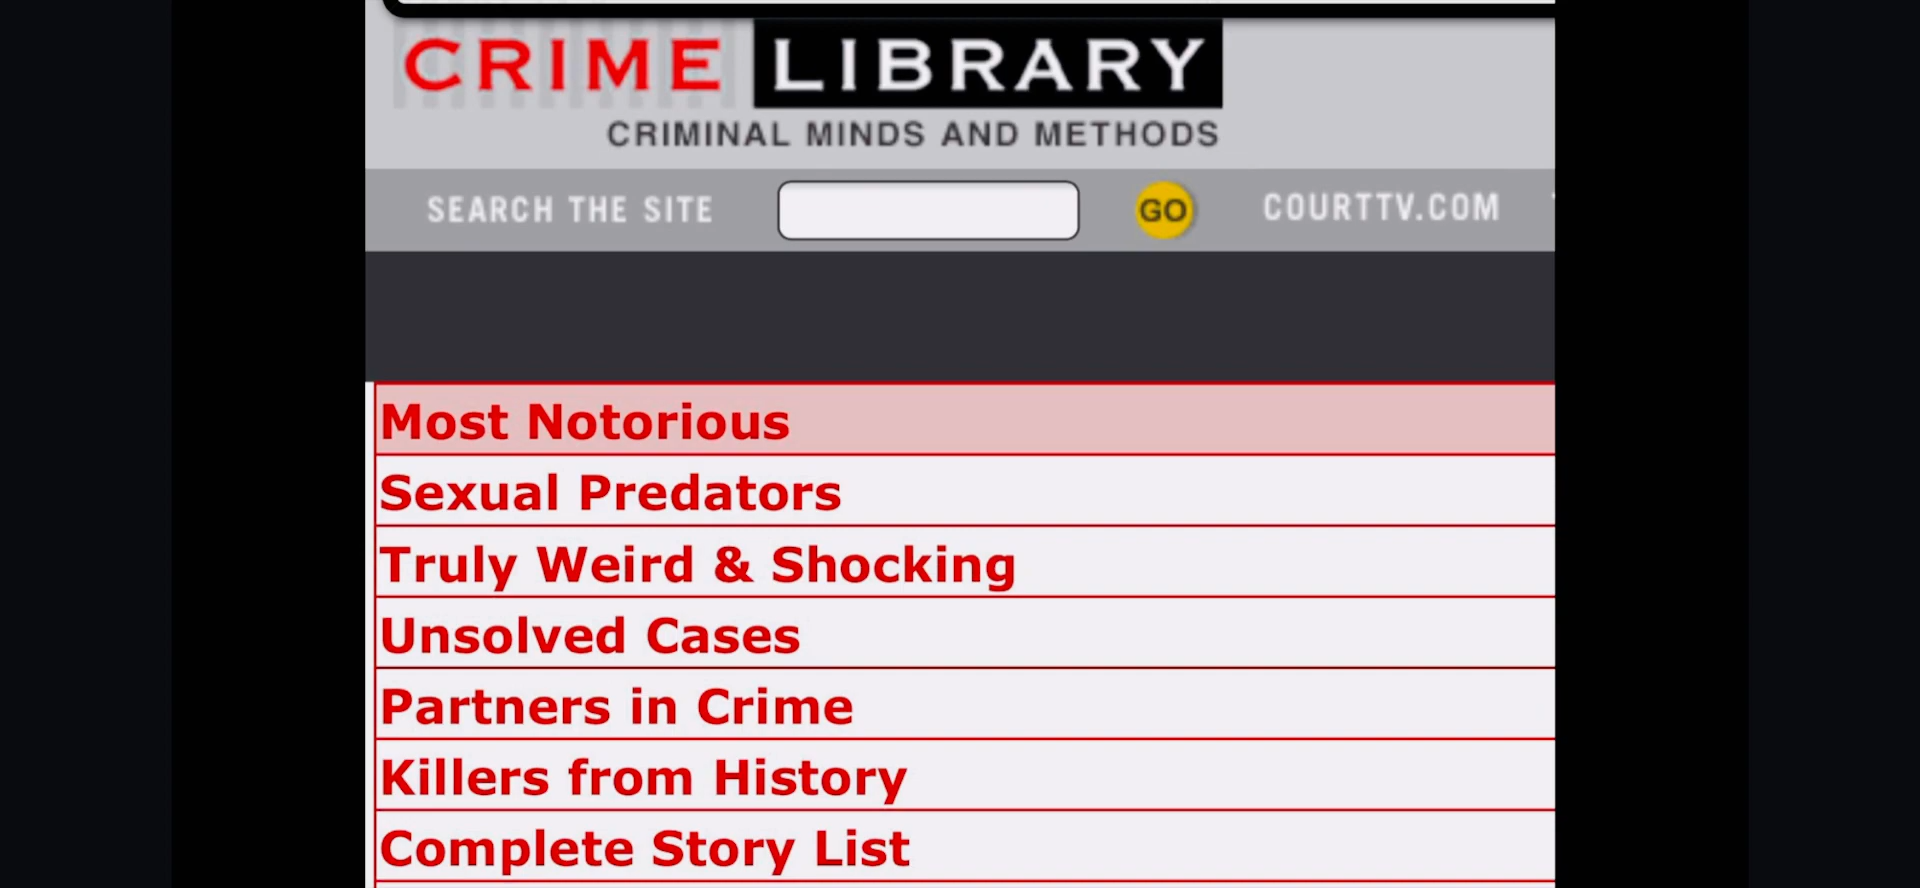 CRIME LIBRARY
CRIMINAL MINDS AND METHODS
SEARCH THE SITE GO COURTTV.COM
Most Notorious
Sexual Predators
Truly Weird & Shocking
Unsolved Cases
Partners in Crime
Killers from History
Complete Story List